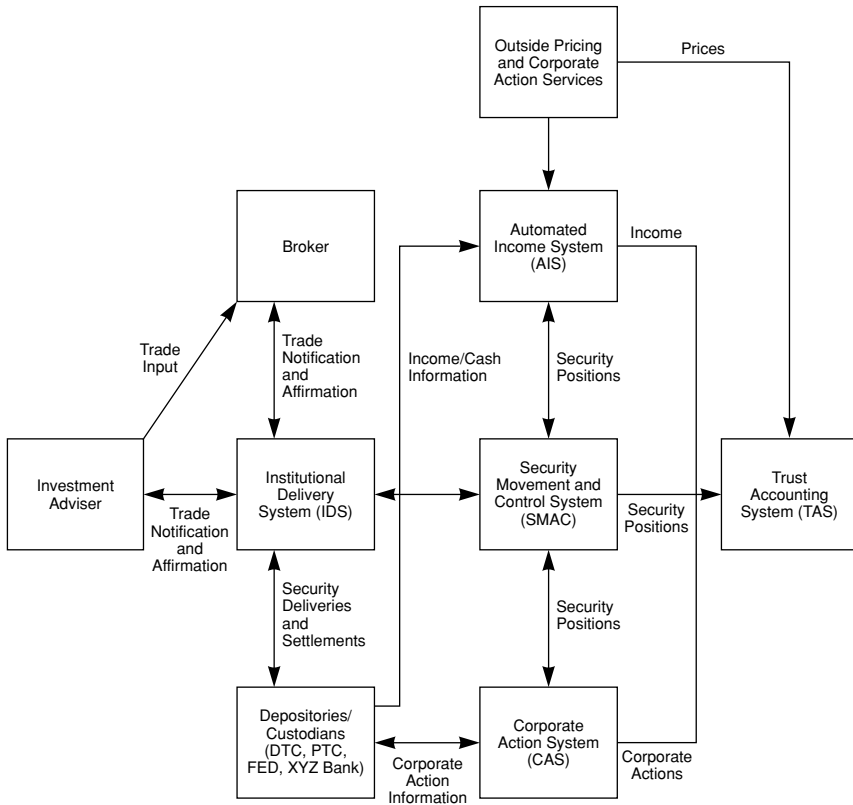 Outside Pricing
and Corporate
Action Services
Prices
Broker
Automated
Income System
(AIS)
Income
Trade
Input
Trade
Notification
and
Affirmation
Income/Cash
Information
Security
Positions
Investment
Adviser
Institutional
Delivery
System (IDS)
Security
Movement and
Control System
(SMAC)
Trust
Accounting
System (TAS)
Trade
Notification
and
Affirmation
Security
Positions
Security
Deliveries
and
Settlements
Security
Positions
Depositories/
Custodians
(DTC, PTC,
FED, XYZ Bank)
Corporate
Action
Information
Corporate
Action System
(CAS)
Corporate
Actions